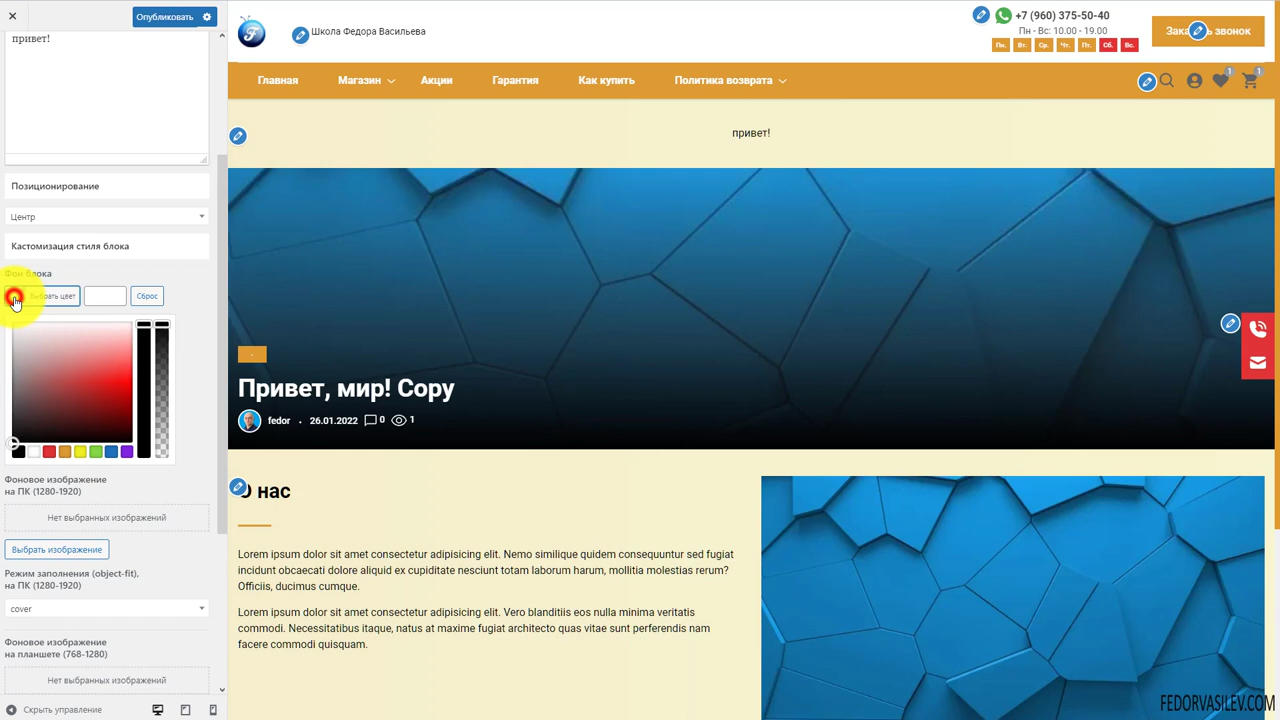 Опубликовать
привет!
Позиционирование
Центр
Кастомизация стиля блока
Фон блока
Выбрать цвет
Сброс
Фоновое изображение
на ПК (1280-1920)
Нет выбранных изображений
Выбрать изображение
Режим заполнения (object-fit),
на ПК (1280-1920)
cover
Фоновое изображение
на планшете (768-1280)
Нет выбранных изображений
Скрыть управление
Школа Федора Васильева
+7 (960) 375-50-40
Пн - Вс: 10.00 - 19.00
Пн. Вт. Ср. Чт. Пт. Сб. Вс.
Заказать звонок
Главная Магазин Акции Гарантия Как купить Политика возврата
1 1
привет!
Привет, мир! Copy
fedor . 26.01.2022 0 1
О нас
Lorem ipsum dolor sit amet consectetur adipisicing elit. Nemo similique quidem consequuntur sed fugiat
incidunt obcaecati dolore aliquid ex cupiditate nesciunt totam laborum harum, mollitia molestias rerum?
Officiis, ducimus cumque.
Lorem ipsum dolor sit amet consectetur adipisicing elit. Vero blanditiis eos nulla minima veritatis
commodi. Necessitatibus itaque, natus at maxime fugiat architecto quas vitae sunt perferendis nam
facere commodi quisquam.
FEDORVASILEV.COM